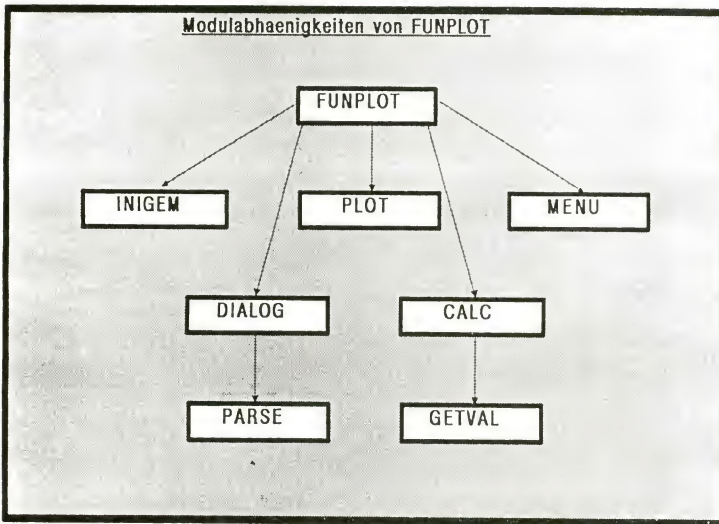 Modulabhaenigkeiten von FUNPLOT
FUNPLOT
INIGEM
PLOT
MENU
DIALOG
CALC
PARSE
GETVAL